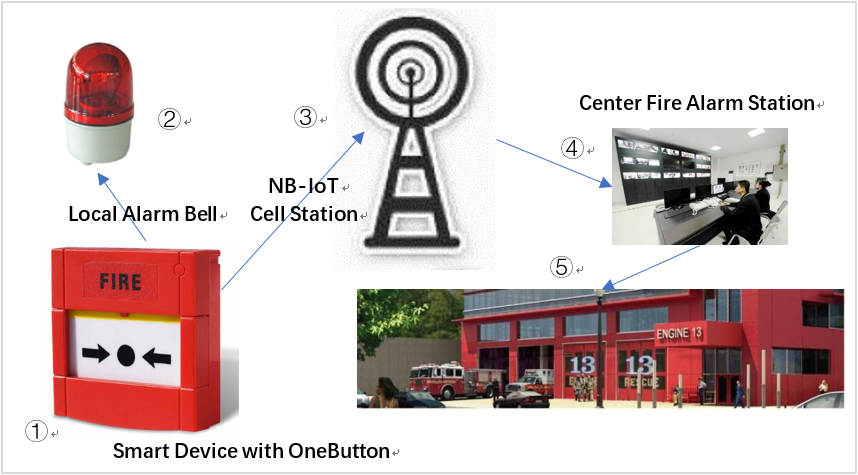 ②
③
Center Fire Alarm Station
④
NB-IoT
Cell Station
Local Alarm Bell
⑤
FIRE
ENGINE 13
13 13
ENGINE RESCUE
①
Smart Device with OneButton